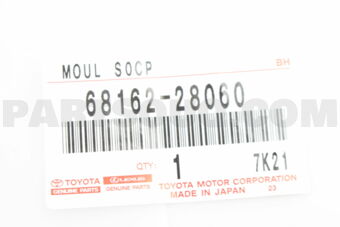 MOUL SOCP BH
68162-28060
QTY: 1 7K21
TOYOTA LEXUS TOYOTA MOTOR CORPORATION
GENUINE PARTS GENUINE PARTS MADE IN JAPAN 23